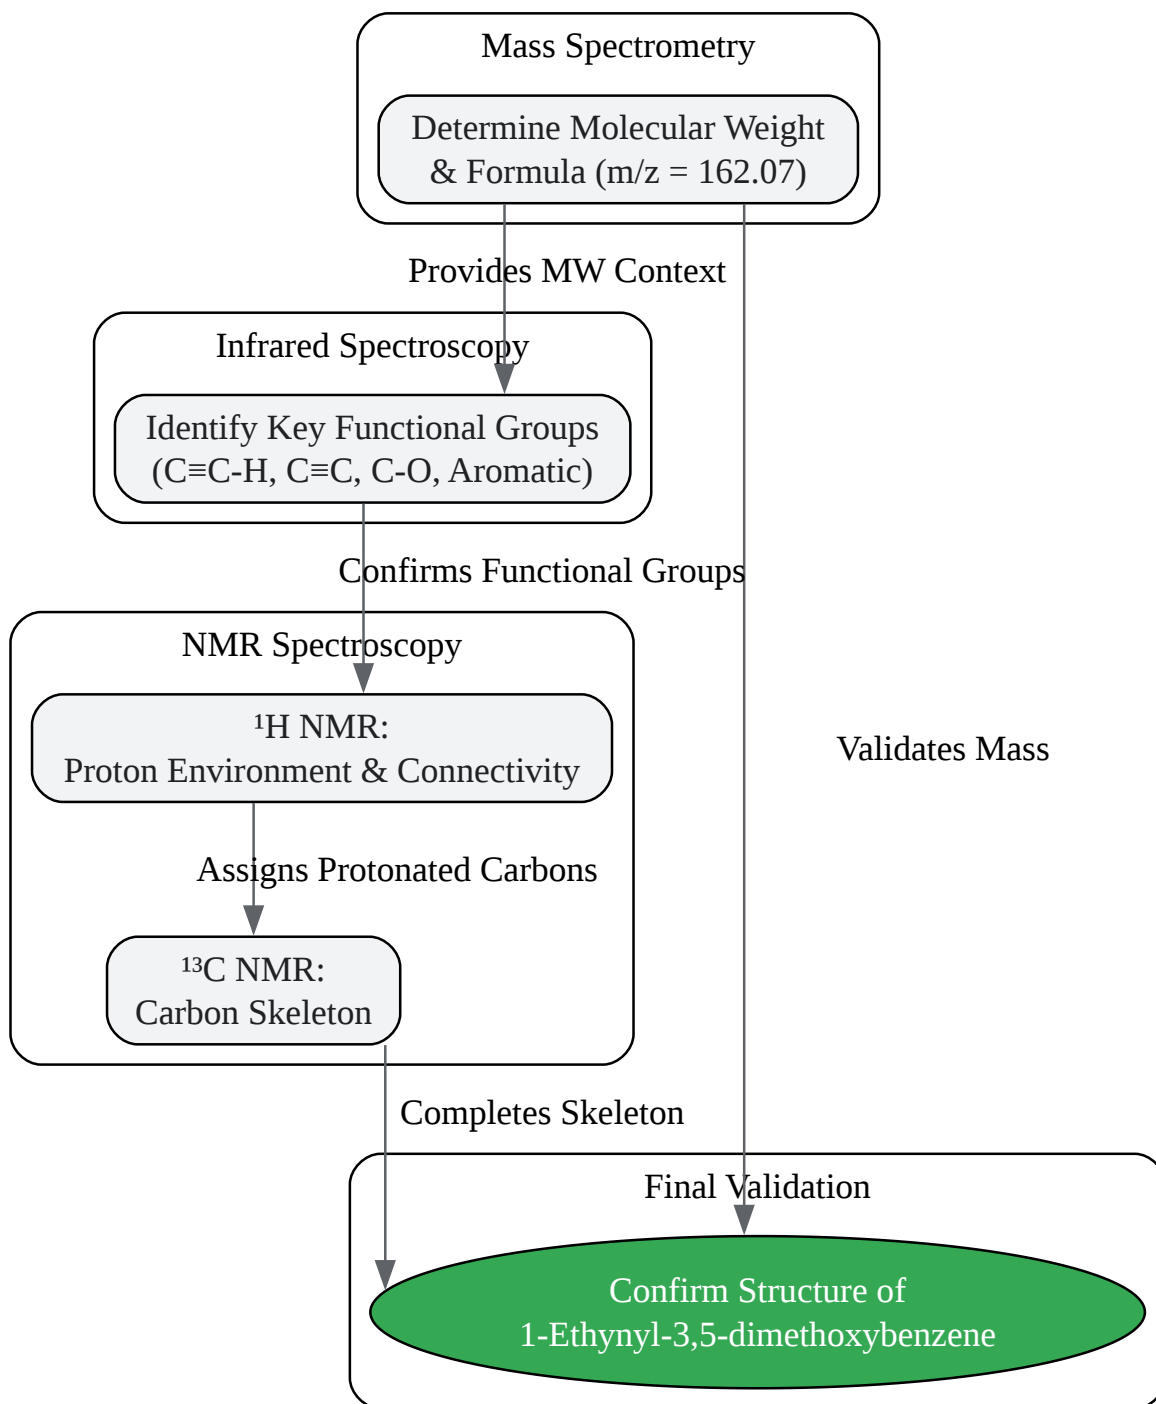 Mass Spectrometry
Determine Molecular Weight
& Formula (m/z = 162.07)
Provides MW Context
Infrared Spectroscopy
Identify Key Functional Groups
(C≡C-H, C≡C, C-O, Aromatic)
Confirms Functional Groups
NMR Spectroscopy
¹H NMR:
Proton Environment & Connectivity
Validates Mass
Assigns Protonated Carbons
¹³C NMR:
Carbon Skeleton
Completes Skeleton
Final Validation
Confirm Structure of
1-Ethynyl-3,5-dimethoxybenzene